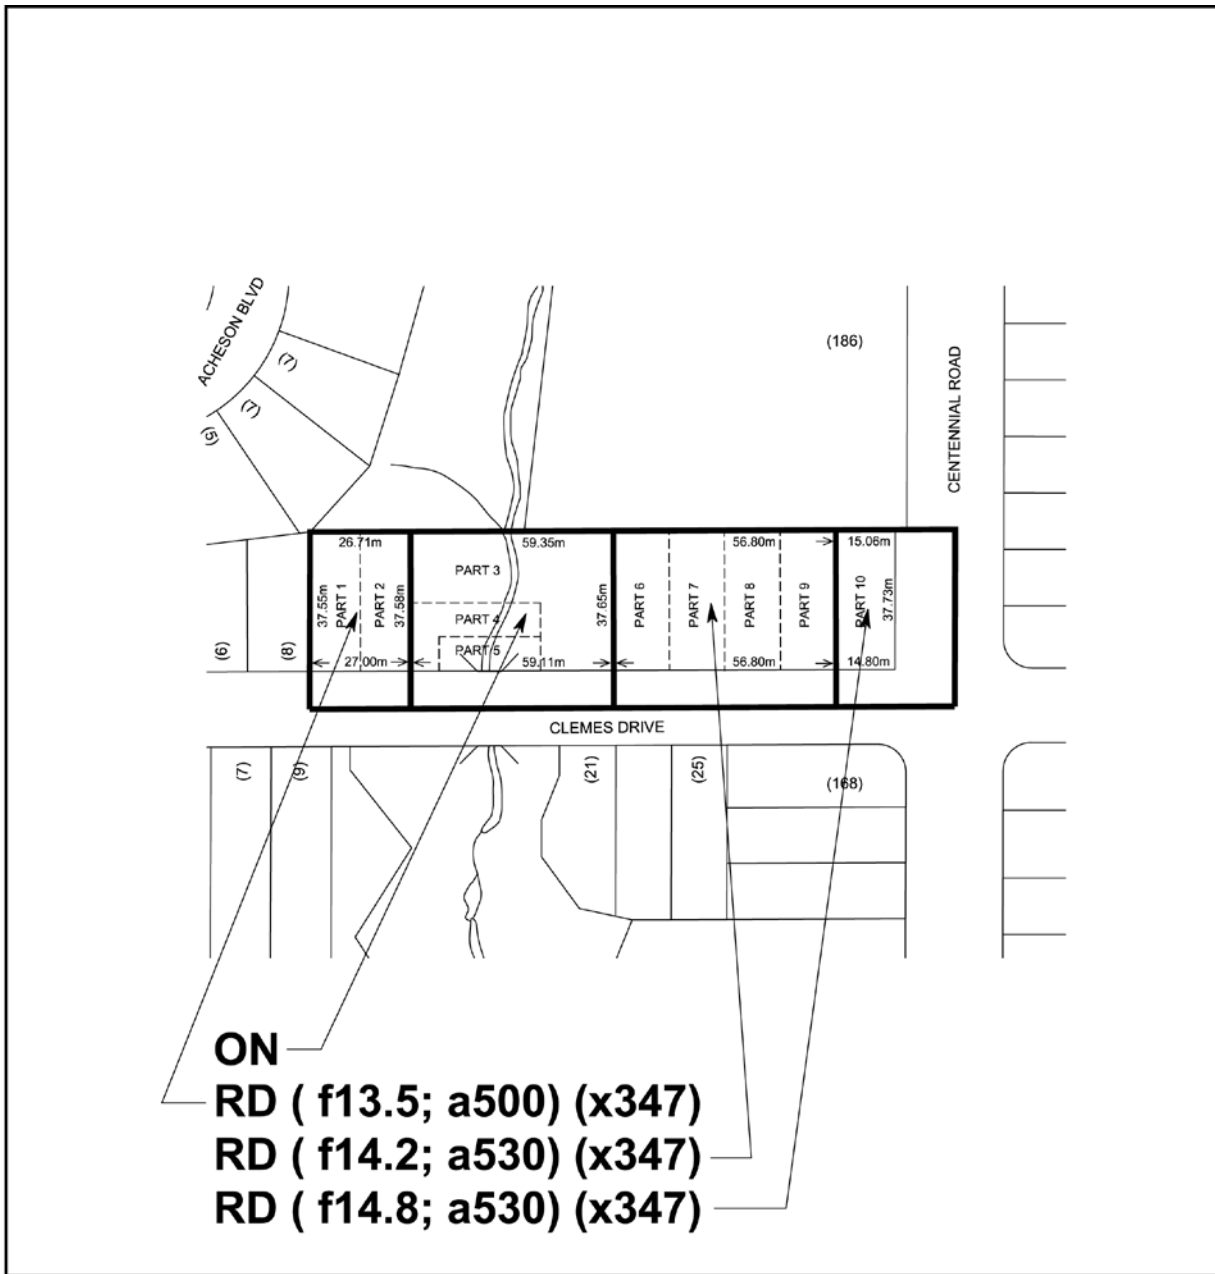 ACHESON BLVD
(7)
(7)
(5)
(186)
CENTENNIAL ROAD
26.71m
59.35m
56.80m
15.06m
37.55m
PART 1
PART 2
37.58m
PART 3
PART 4
PART 5
37.65m
PART 6
PART 7
PART 8
PART 9
PART 10
37.73m
(6)
(8)
27.00m
59.11m
56.80m
14.80m
CLEMES DRIVE
(7)
(9)
(21)
(25)
(168)
ON
RD ( f13.5; a500) (x347)
RD ( f14.2; a530) (x347)
RD ( f14.8; a530) (x347)